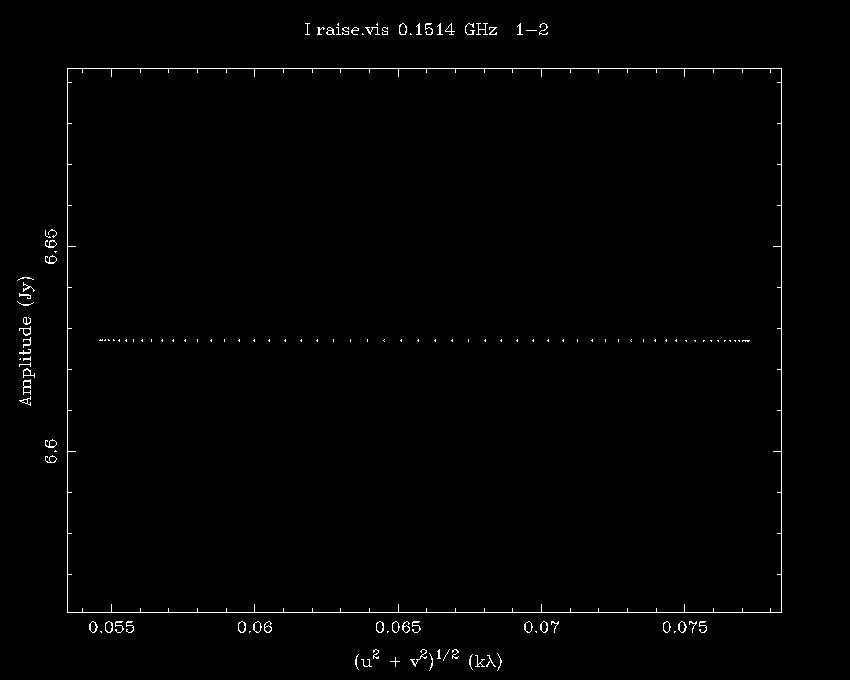 I raise.vis 0.1514 GHz 1−2
Amplitude (Jy)
6.65
6.6
0.055 0.06 0.065 0.07 0.075
(u² + v²)¹/² (kλ)